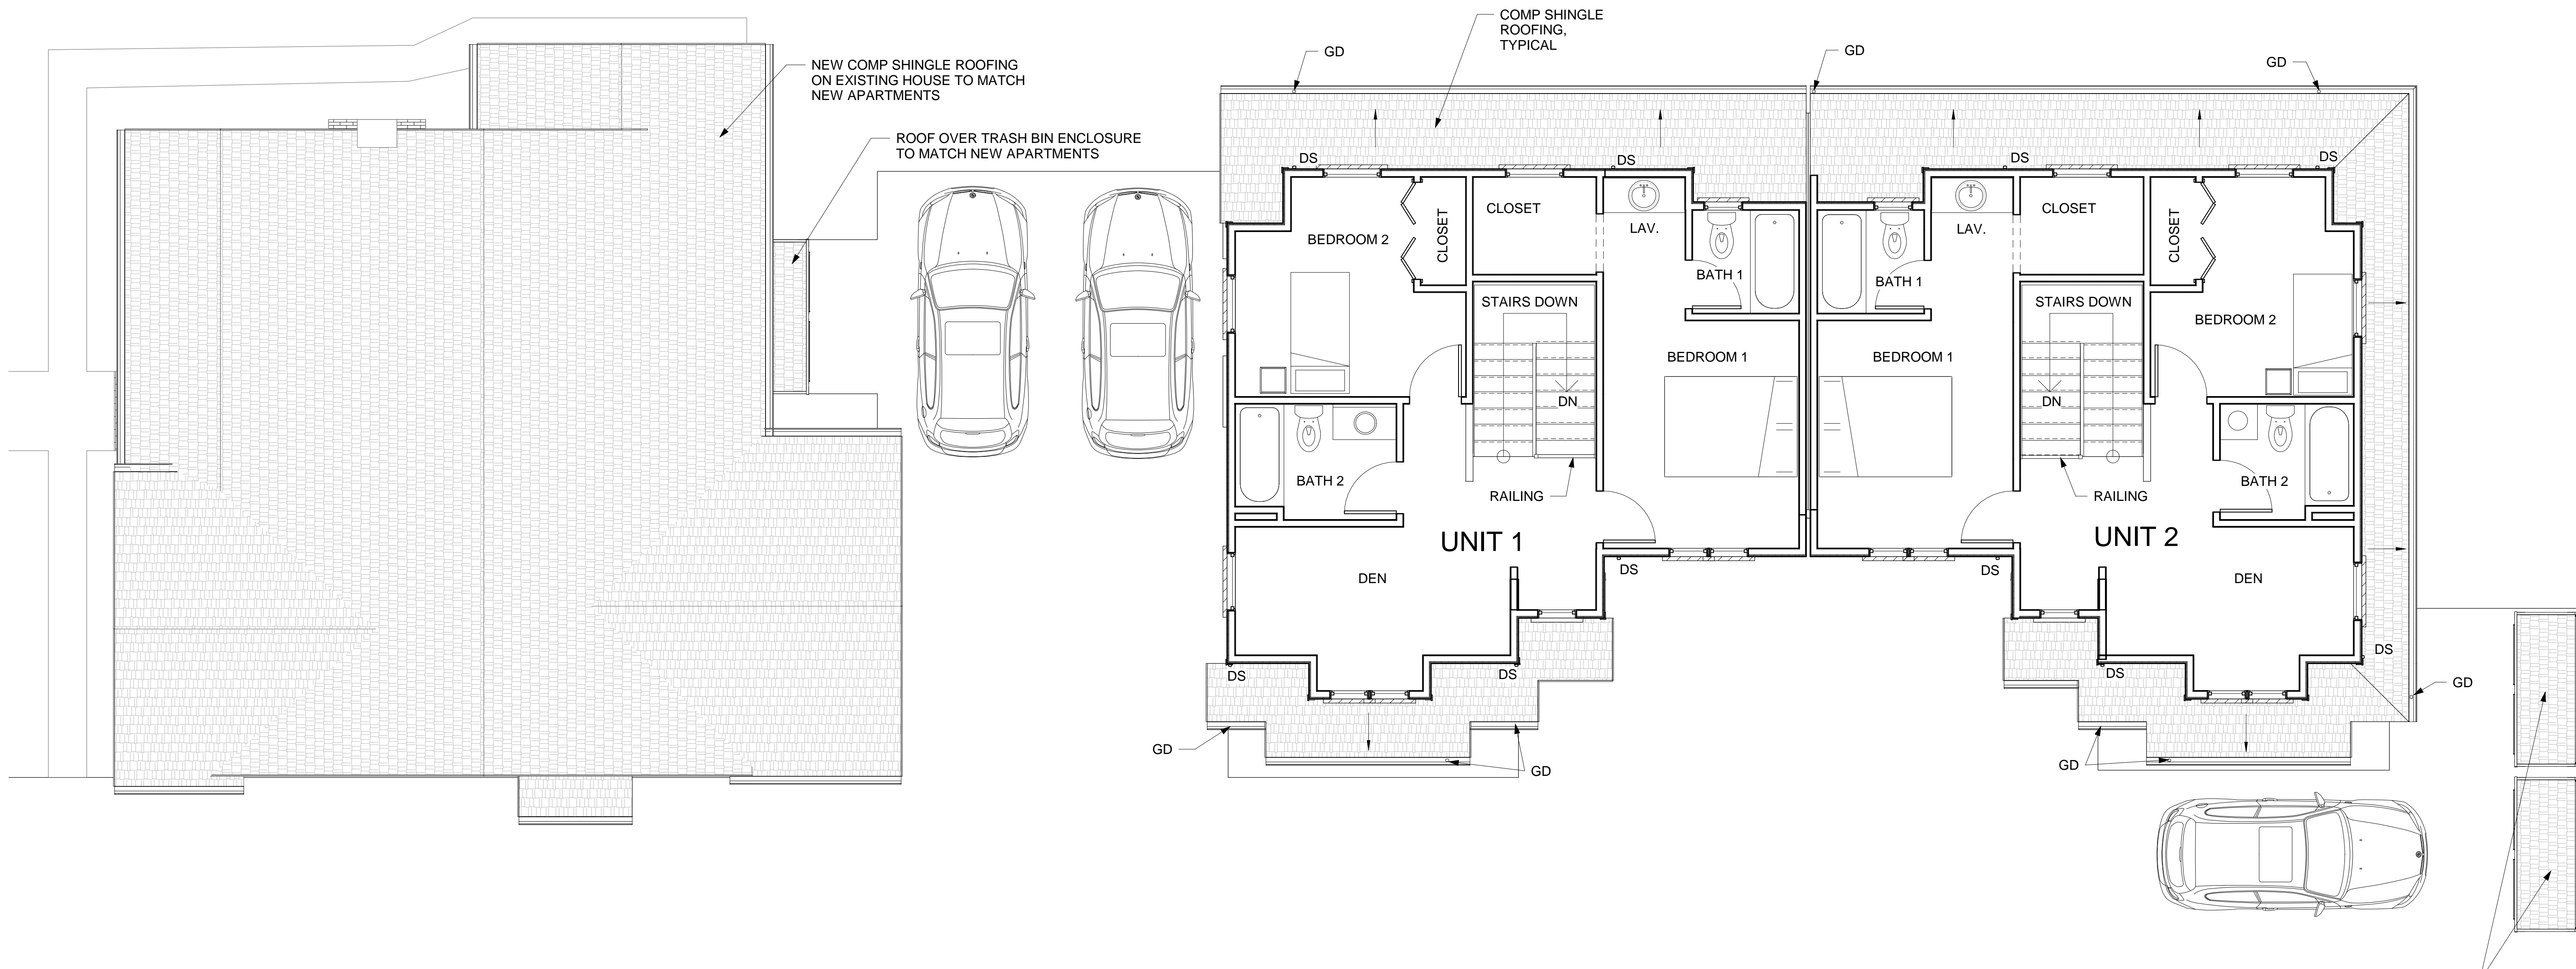 COMP SHINGLE
ROOFING,
TYPICAL
GD
GD
GD
NEW COMP SHINGLE ROOFING
ON EXISTING HOUSE TO MATCH
NEW APARTMENTS
ROOF OVER TRASH BIN ENCLOSURE
TO MATCH NEW APARTMENTS
DS
DS
DS
DS
BEDROOM 2
CLOSET
CLOSET
LAV.
BATH 1
STAIRS DOWN
DN
BEDROOM 1
BATH 2
RAILING
UNIT 1
DEN
DS
DS
DS
GD
GD
BATH 1
LAV.
CLOSET
CLOSET
STAIRS DOWN
DN
BEDROOM 2
BEDROOM 1
BATH 2
RAILING
UNIT 2
DEN
DS
DS
DS
GD
GD